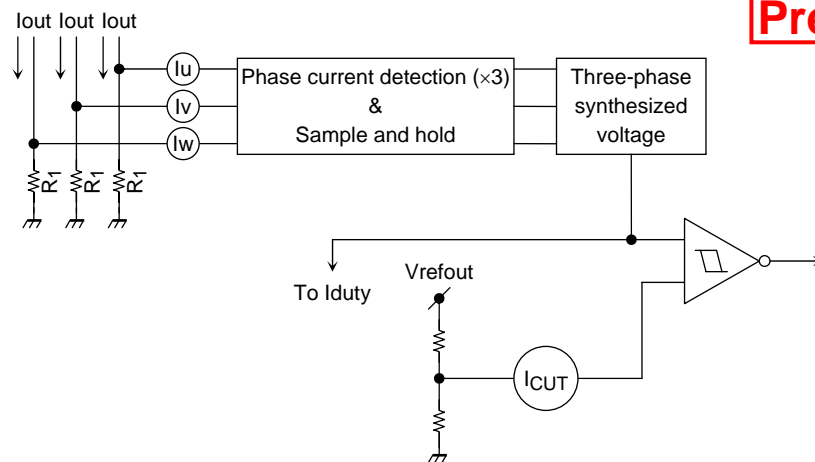 Pre
Iout Iout Iout
Iu
Iv
Iw
Phase current detection (×3)
&
Sample and hold
Three-phase
synthesized
voltage
R1 R1 R1
To Iduty
Vrefout
ICUT